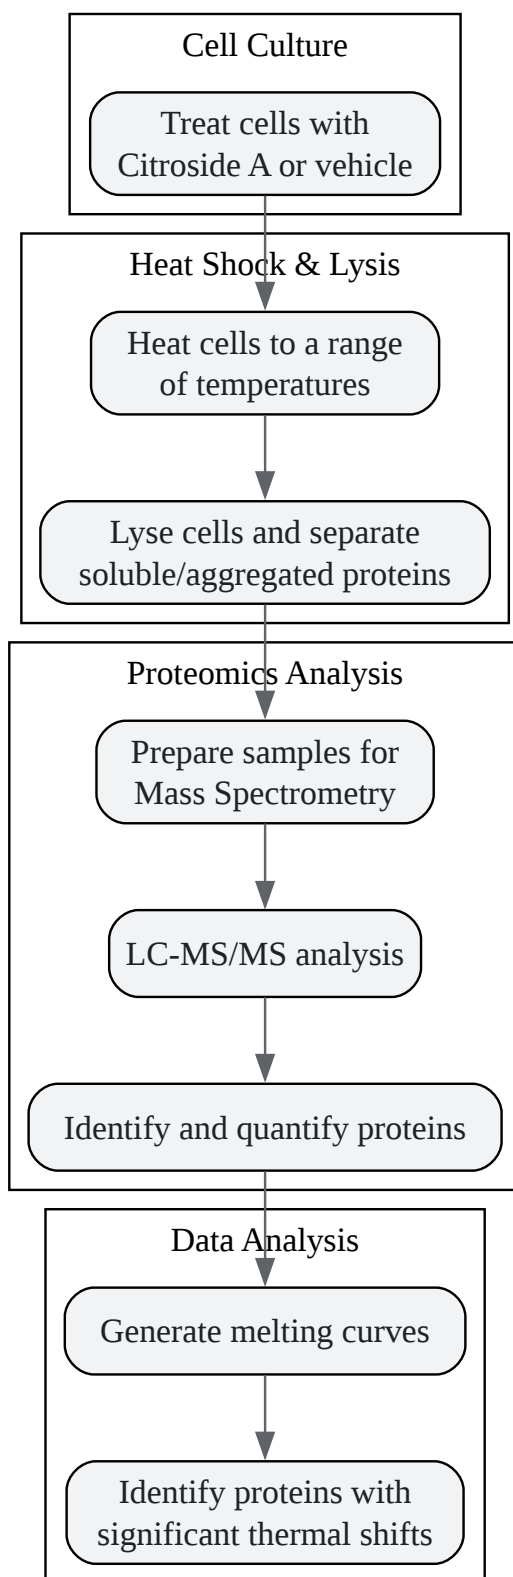 Cell Culture
Treat cells with
Citroside A or vehicle
Heat Shock & Lysis
Heat cells to a range
of temperatures
Lyse cells and separate
soluble/aggregated proteins
Proteomics Analysis
Prepare samples for
Mass Spectrometry
LC-MS/MS analysis
Identify and quantify proteins
Data Analysis
Generate melting curves
Identify proteins with
significant thermal shifts